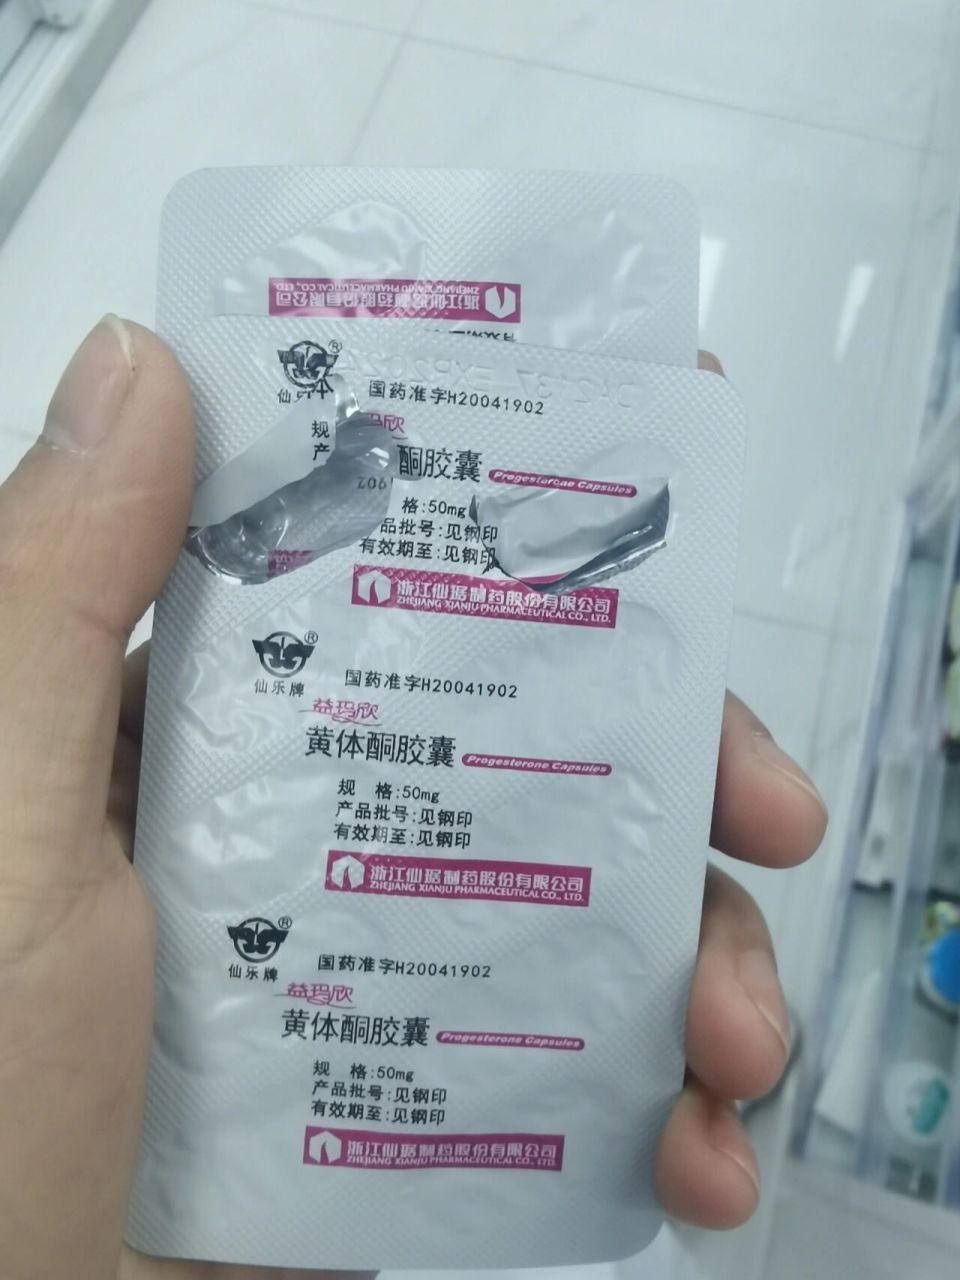 浙江仙琚制药股份有限公司
ZHEJIANG XIANJU PHARMACEUTICAL CO., LTD.
国药准字H20041902
酮胶囊 Progesterone Capsules
格:50mg
品批号:见钢印
有效期至:见钢印
浙江仙琚制药股份有限公司
ZHEJIANG XIANJU PHARMACEUTICAL CO., LTD.
仙乐牌
国药准字H20041902
益玛欣
黄体酮胶囊 Progesterone Capsules
规 格:50mg
产品批号:见钢印
有效期至:见钢印
浙江仙琚制药股份有限公司
ZHEJIANG XIANJU PHARMACEUTICAL CO., LTD.
仙乐牌
国药准字H20041902
益玛欣
黄体酮胶囊 Progesterone Capsules
规 格:50mg
产品批号:见钢印
有效期至:见钢印
浙江仙琚制药股份有限公司
ZHEJIANG XIANJU PHARMACEUTICAL CO., LTD.